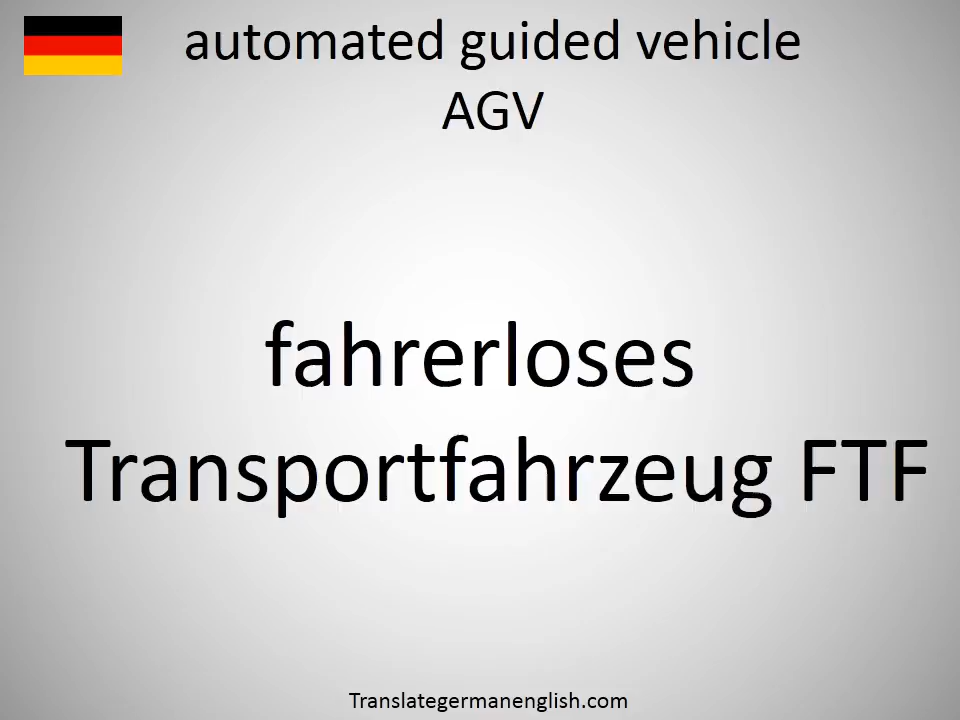 automated guided vehicle
AGV
fahrerloses
Transportfahrzeug FTF
Translategermanenglish.com